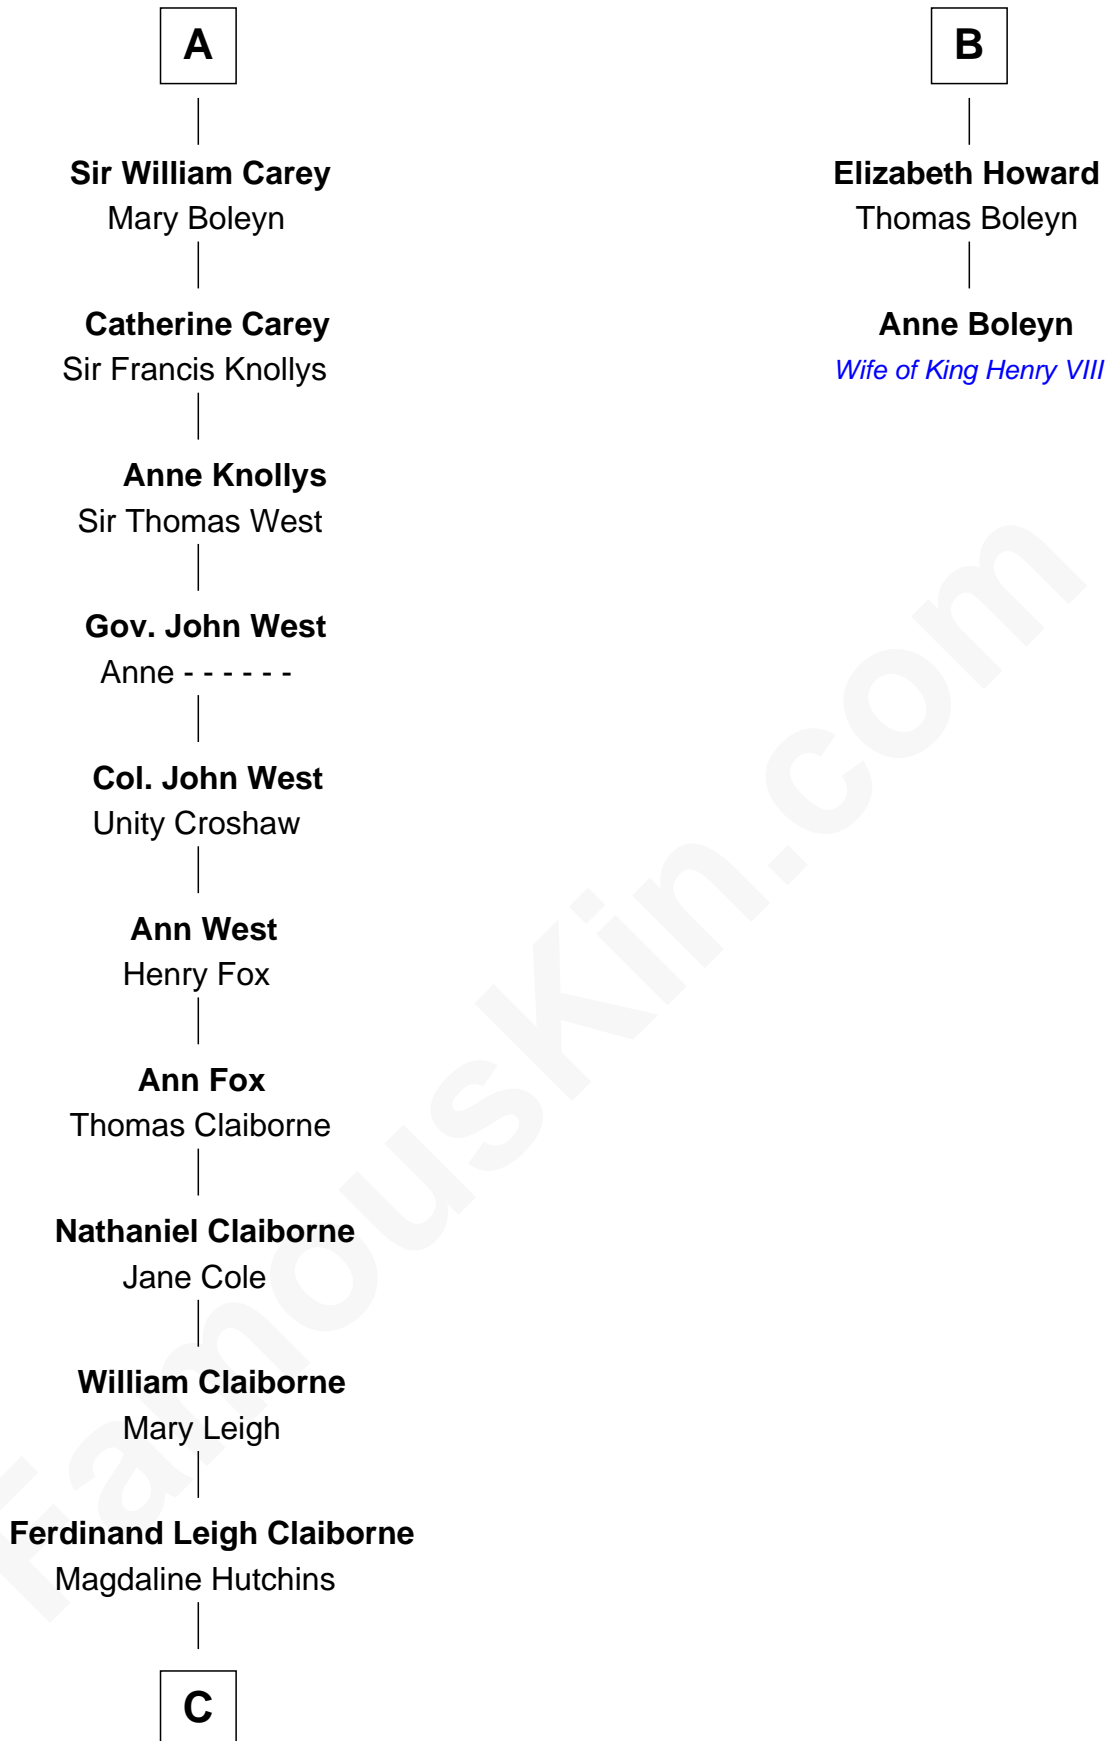 A
Sir William Carey
Mary Boleyn
Catherine Carey
Sir Francis Knollys
Anne Knollys
Sir Thomas West
Gov. John West
Anne - - - - - -
Col. John West
Unity Croshaw
Ann West
Henry Fox
Ann Fox
Thomas Claiborne
Nathaniel Claiborne
Jane Cole
William Claiborne
Mary Leigh
Ferdinand Leigh Claiborne
Magdaline Hutchins
C
B
Elizabeth Howard
Thomas Boleyn
Anne Boleyn
Wife of King Henry VIII
FamousKin.com